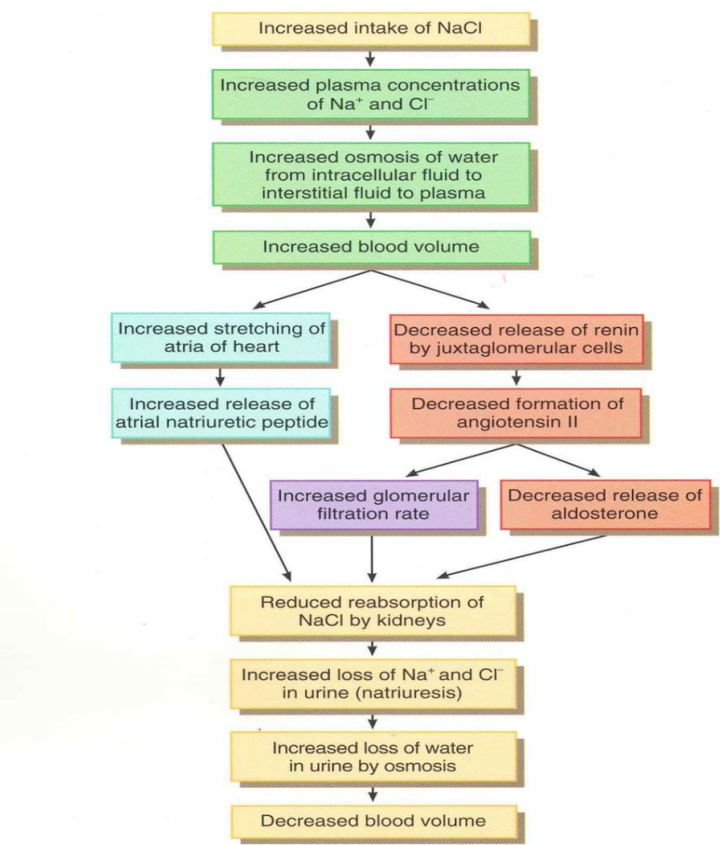 Increased intake of NaCl
Increased plasma concentrations
of Na⁺ and Cl⁻
Increased osmosis of water
from intracellular fluid to
interstitial fluid to plasma
Increased blood volume
Increased stretching of
atria of heart
Decreased release of renin
by juxtaglomerular cells
Increased release of
atrial natriuretic peptide
Decreased formation of
angiotensin II
Increased glomerular
filtration rate
Decreased release of
aldosterone
Reduced reabsorption of
NaCl by kidneys
Increased loss of Na⁺ and Cl⁻
in urine (natriuresis)
Increased loss of water
in urine by osmosis
Decreased blood volume